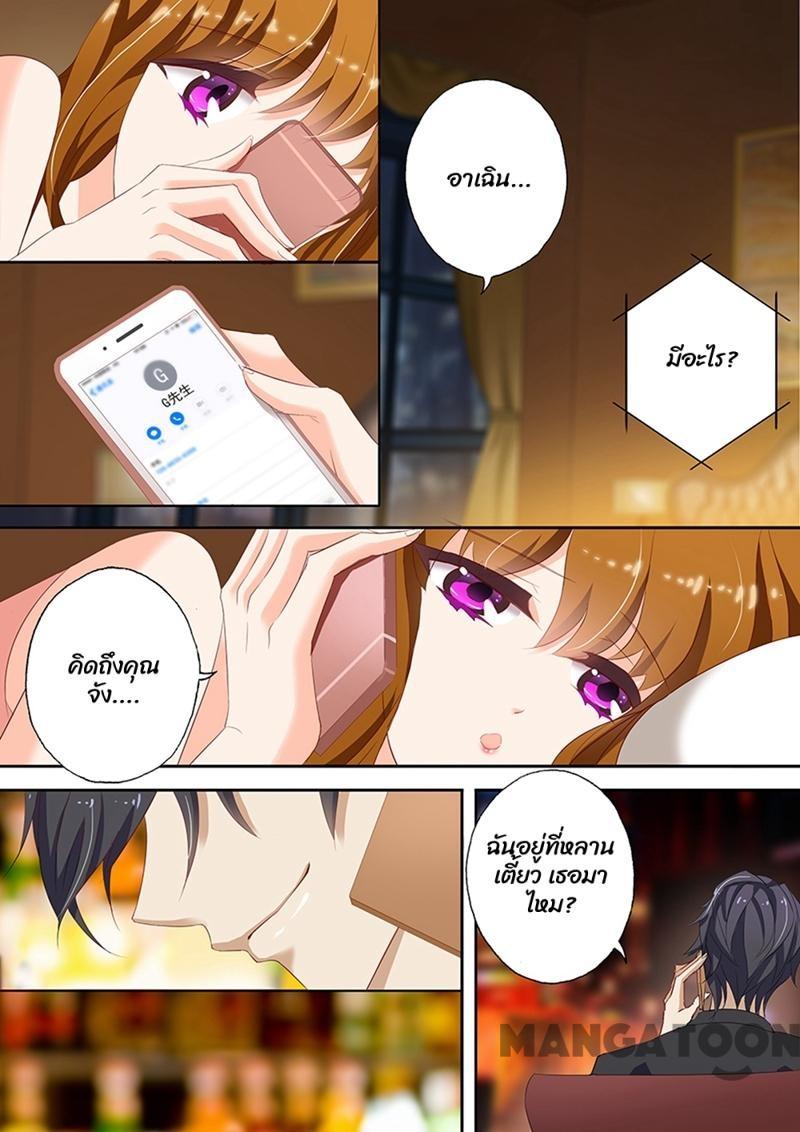 อาเฉิน...
มีอะไร?
G
G先生
คิดถึงคุณ
จัง....
ฉันอยู่ที่หลาน
เตี้ยว เธอมา
ไหม?
MANGATOON